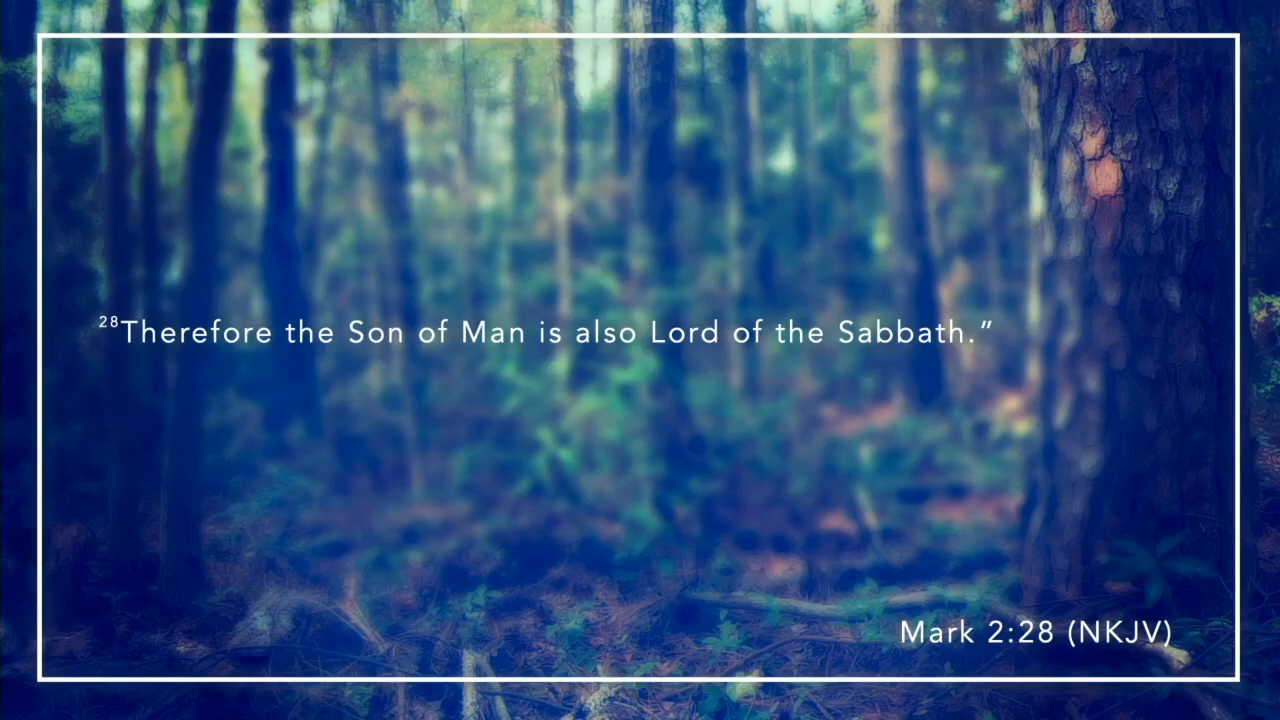 28Therefore the Son of Man is also Lord of the Sabbath.”
Mark 2:28 (NKJV)